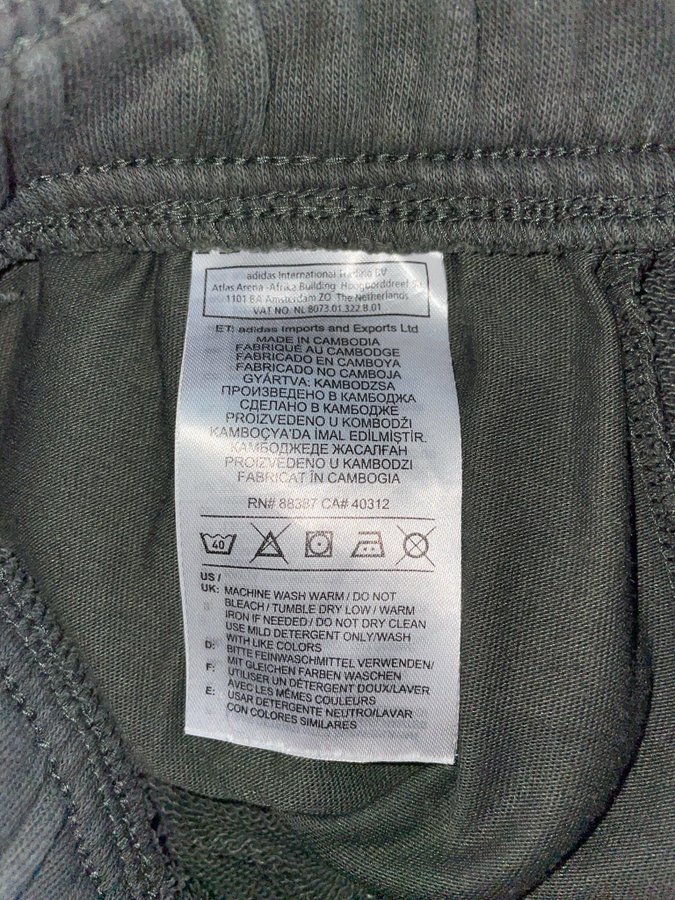 adidas International Trading BV
Atlas Arena -Afrika Building Hoogoorddreef 9a
1101 BA Amsterdam ZO The Netherlands
VAT NO. NL 8073.01.322.B.01
ET: adidas Imports and Exports Ltd
MADE IN CAMBODIA
FABRIQUÉ AU CAMBODGE
FABRICADO EN CAMBOYA
FABRICADO NO CAMBOJA
GYÁRTVA: KAMBODZSA
ПРОИЗВЕДЕНО В КАМБОДЖА
СДЕЛАНО В КАМБОДЖЕ
PROIZVEDENO U KOMBODŽI
KAMBOÇYA'DA İMAL EDİLMİŞTİR.
КАМБОДЖЕДЕ ЖАСАЛҒАН
PROIZVEDENO U KAMBODZI
FABRICAT ÎN CAMBOGIA
RN# 88387 CA# 40312
40
US /
UK: MACHINE WASH WARM / DO NOT
BLEACH / TUMBLE DRY LOW / WARM
IRON IF NEEDED / DO NOT DRY CLEAN
USE MILD DETERGENT ONLY/WASH
WITH LIKE COLORS
D: BITTE FEINWASCHMITTEL VERWENDEN/
MIT GLEICHEN FARBEN WASCHEN
F: UTILISER UN DÉTERGENT DOUX/LAVER
AVEC LES MÊMES COULEURS
E: USAR DETERGENTE NEUTRO/LAVAR
CON COLORES SIMILARES